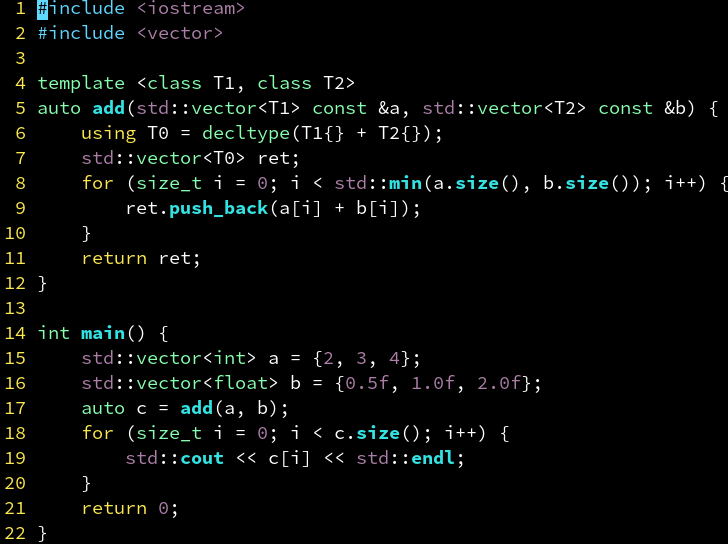 1 #include <iostream>
2 #include <vector>
3
4 template <class T1, class T2>
5 auto add(std::vector<T1> const &a, std::vector<T2> const &b) {
6     using T0 = decltype(T1{} + T2{});
7     std::vector<T0> ret;
8     for (size_t i = 0; i < std::min(a.size(), b.size()); i++) {
9         ret.push_back(a[i] + b[i]);
10     }
11     return ret;
12 }
13
14 int main() {
15     std::vector<int> a = {2, 3, 4};
16     std::vector<float> b = {0.5f, 1.0f, 2.0f};
17     auto c = add(a, b);
18     for (size_t i = 0; i < c.size(); i++) {
19         std::cout << c[i] << std::endl;
20     }
21     return 0;
22 }